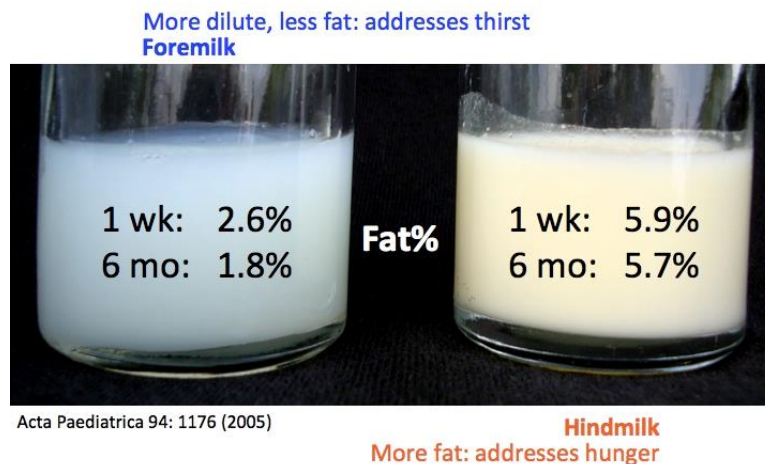 More dilute, less fat: addresses thirst
Foremilk
1 wk: 2.6%
6 mo: 1.8%
Fat%
1 wk: 5.9%
6 mo: 5.7%
Acta Paediatrica 94: 1176 (2005)
Hindmilk
More fat: addresses hunger